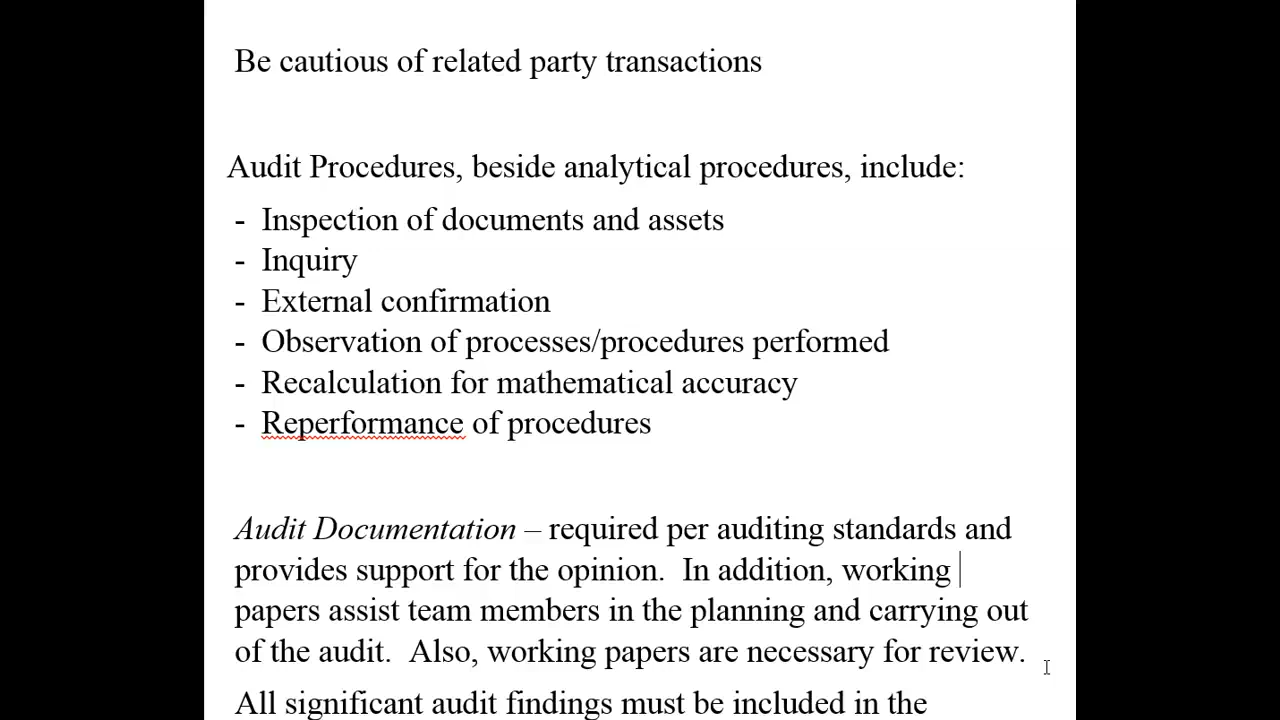 Be cautious of related party transactions
Audit Procedures, beside analytical procedures, include:
- Inspection of documents and assets
- Inquiry
- External confirmation
- Observation of processes/procedures performed
- Recalculation for mathematical accuracy
- Reperformance of procedures
Audit Documentation – required per auditing standards and
provides support for the opinion.  In addition, working
papers assist team members in the planning and carrying out
of the audit.  Also, working papers are necessary for review.
All significant audit findings must be included in the